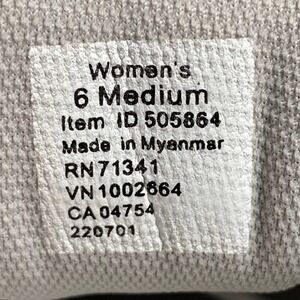 Women's
6 Medium
Item ID 505864
Made in Myanmar
RN 71341
VN 1002664
CA 04754
220701